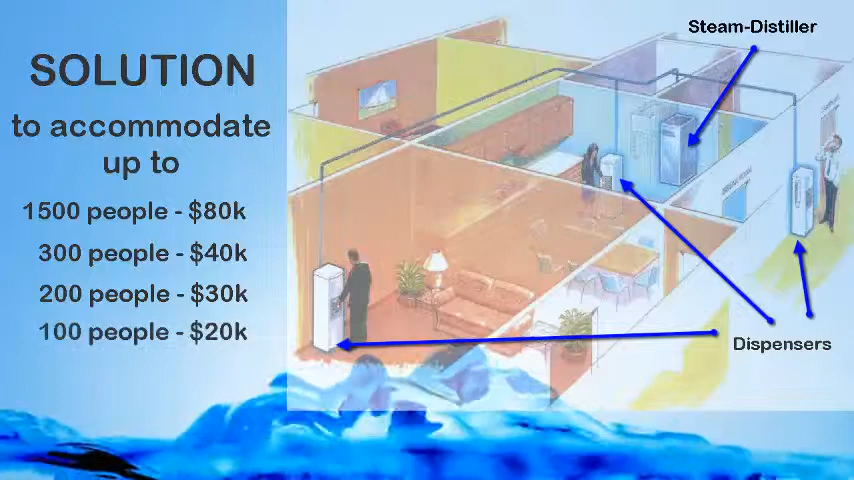 SOLUTION
to accommodate
up to
1500 people - $80k
300 people - $40k
200 people - $30k
100 people - $20k
Steam-Distiller
Dispensers